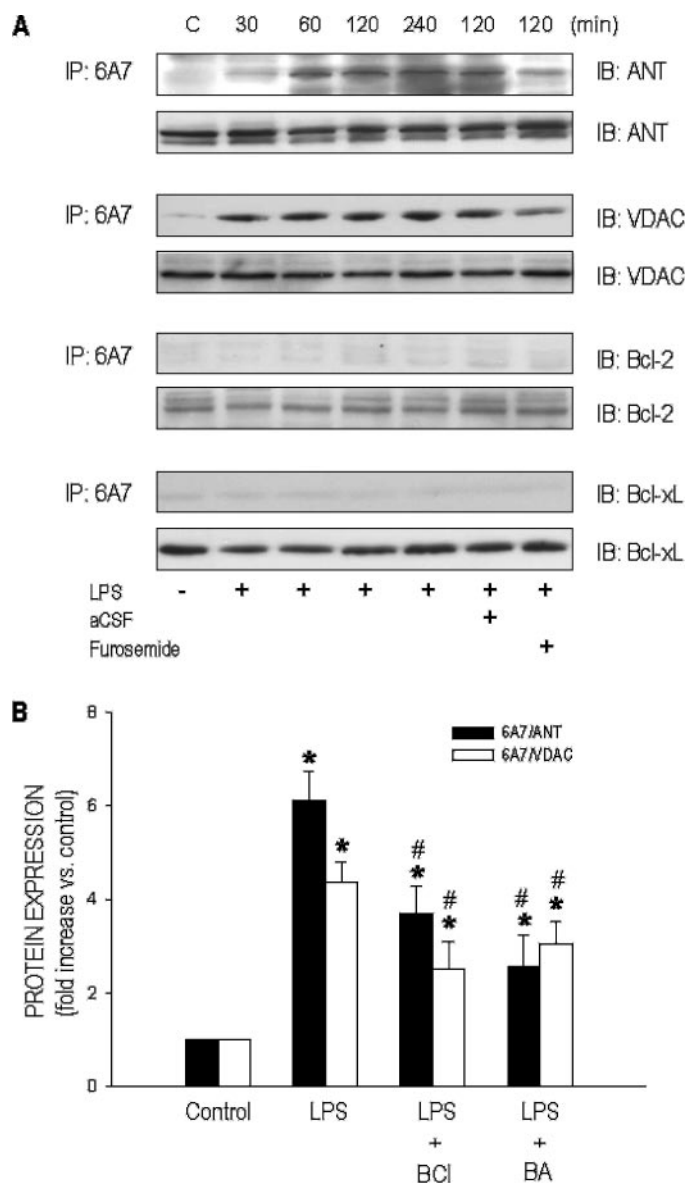 A
C 30 60 120 240 120 120 (min)
IP: 6A7 IB: ANT
IB: ANT
IP: 6A7 IB: VDAC
IB: VDAC
IP: 6A7 IB: Bcl-2
IB: Bcl-2
IP: 6A7 IB: Bcl-xL
IB: Bcl-xL
LPS - + + + + + +
aCSF +
Furosemide +
B
PROTEIN EXPRESSION
(fold increase vs. control)
8
6
4
2
0
6A7/ANT
6A7/VDAC
* * # * # * # * # *
Control LPS LPS LPS
+ +
BCl BA